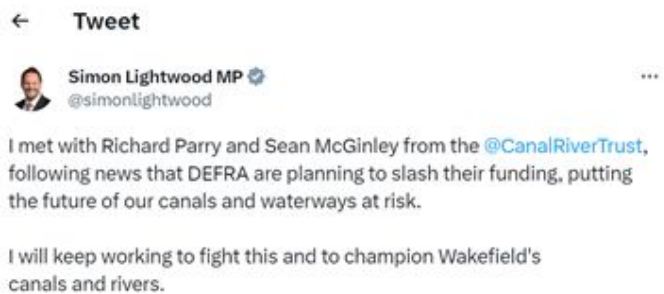 Tweet
Simon Lightwood MP
@simonlightwood
I met with Richard Parry and Sean McGinley from the @CanalRiverTrust,
following news that DEFRA are planning to slash their funding, putting
the future of our canals and waterways at risk.
I will keep working to fight this and to champion Wakefield's
canals and rivers.